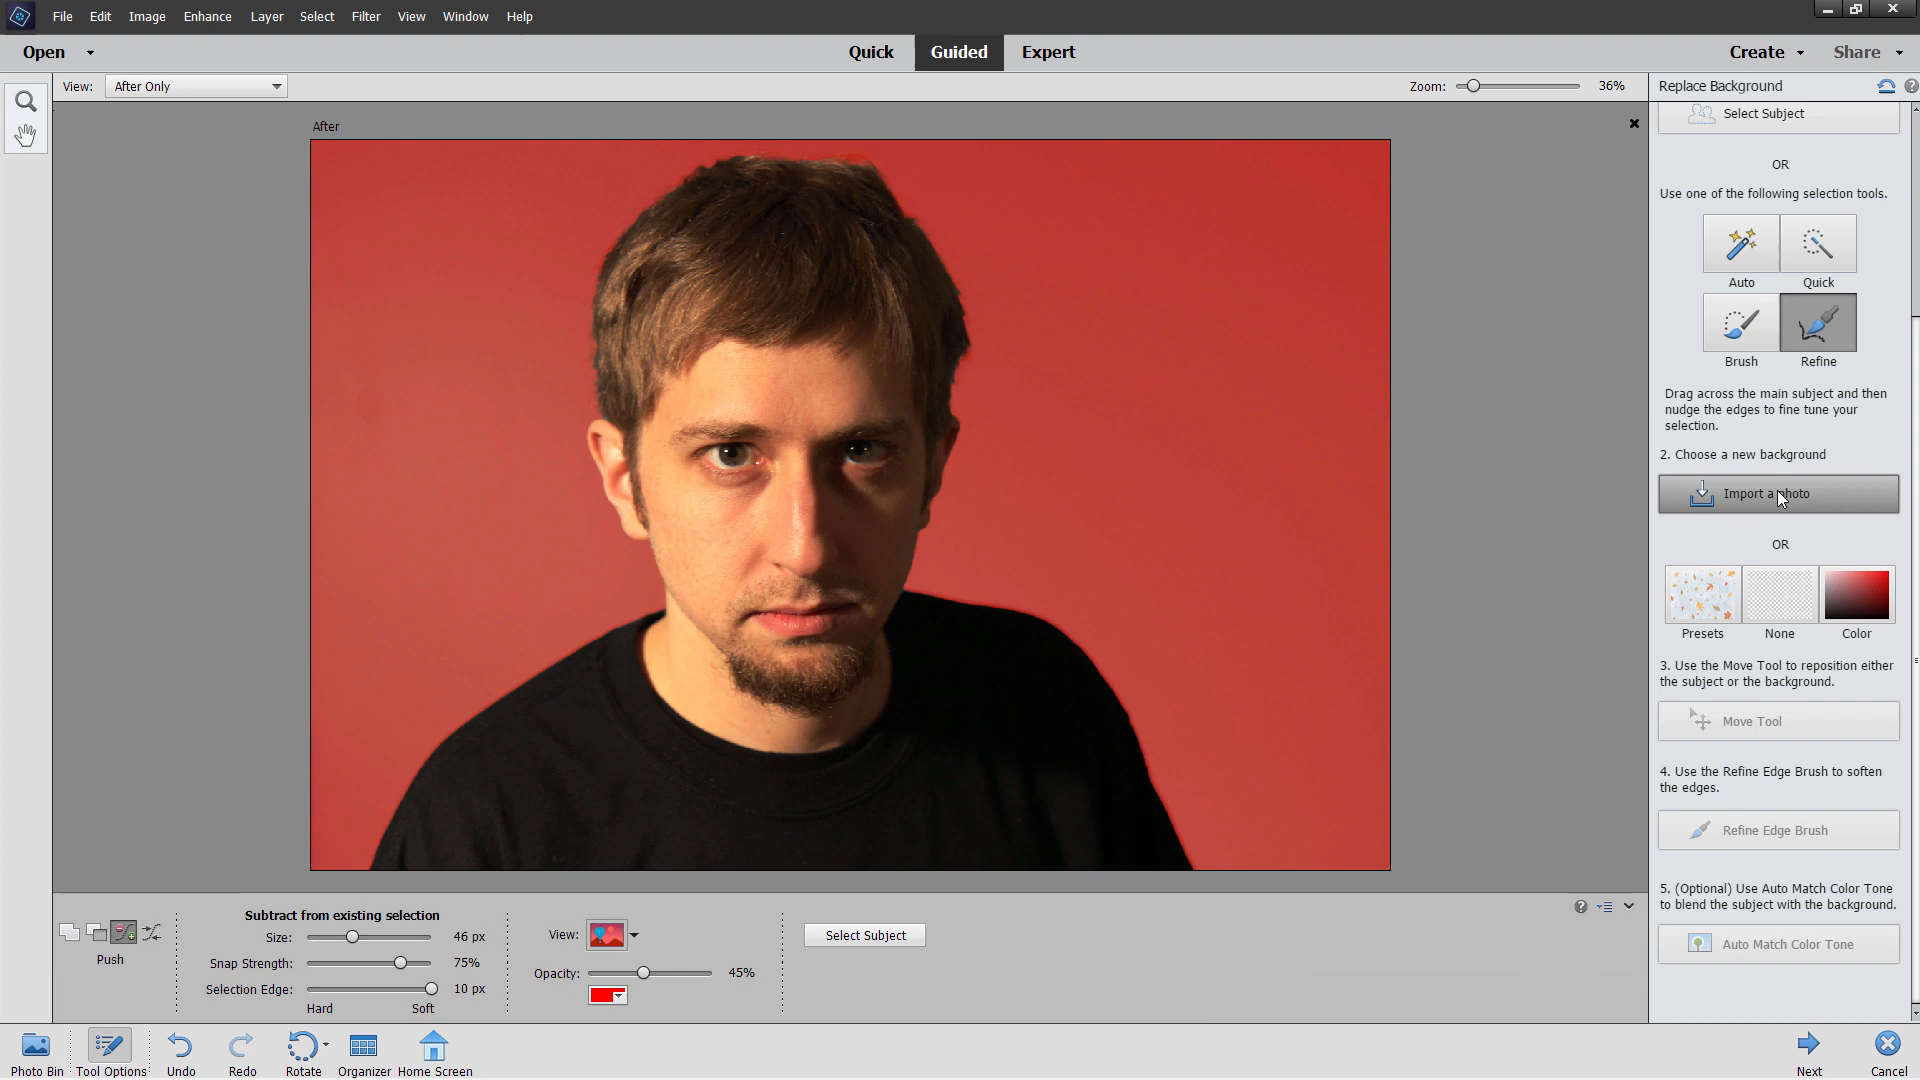 File Edit Image Enhance Layer Select Filter View Window Help
Open Quick Guided Expert Create Share
View: After Only Zoom: 36% Replace Background
After
Select Subject
OR
Use one of the following selection tools.
Auto Quick
Brush Refine
Drag across the main subject and then
nudge the edges to fine tune your
selection.
2. Choose a new background
Import a photo
OR
Presets None Color
3. Use the Move Tool to reposition either
the subject or the background.
Move Tool
4. Use the Refine Edge Brush to soften
the edges.
Refine Edge Brush
5. (Optional) Use Auto Match Color Tone
to blend the subject with the background.
Auto Match Color Tone
Push
Subtract from existing selection
Size: 46 px
Snap Strength: 75%
Selection Edge: 10 px
Hard Soft
View:
Opacity: 45%
Select Subject
Photo Bin Tool Options Undo Redo Rotate Organizer Home Screen Next Cancel